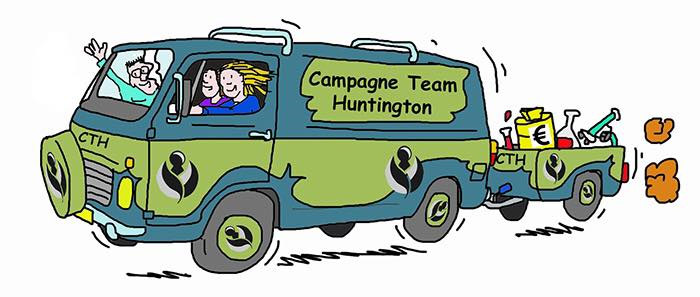 Campagne Team
Huntington
CTH
CTH
€